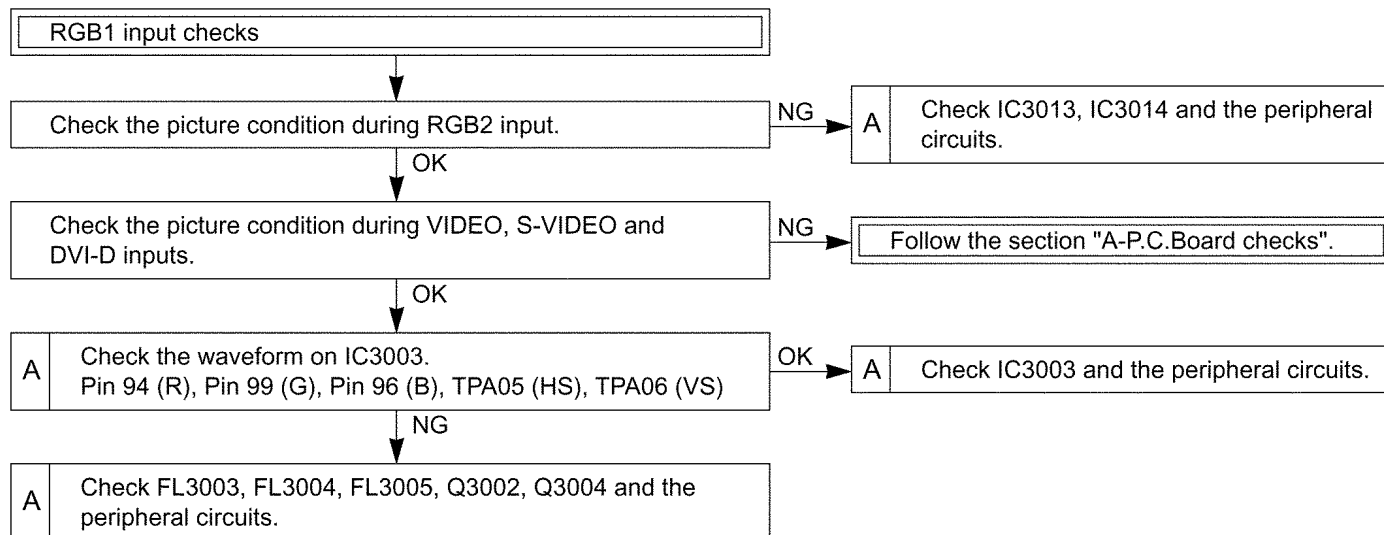 RGB1 input checks
Check the picture condition during RGB2 input.
NG
A
Check IC3013, IC3014 and the peripheral
circuits.
OK
Check the picture condition during VIDEO, S-VIDEO and
DVI-D inputs.
NG
Follow the section "A-P.C.Board checks".
OK
A
Check the waveform on IC3003.
Pin 94 (R), Pin 99 (G), Pin 96 (B), TPA05 (HS), TPA06 (VS)
OK
A
Check IC3003 and the peripheral circuits.
NG
A
Check FL3003, FL3004, FL3005, Q3002, Q3004 and the
peripheral circuits.